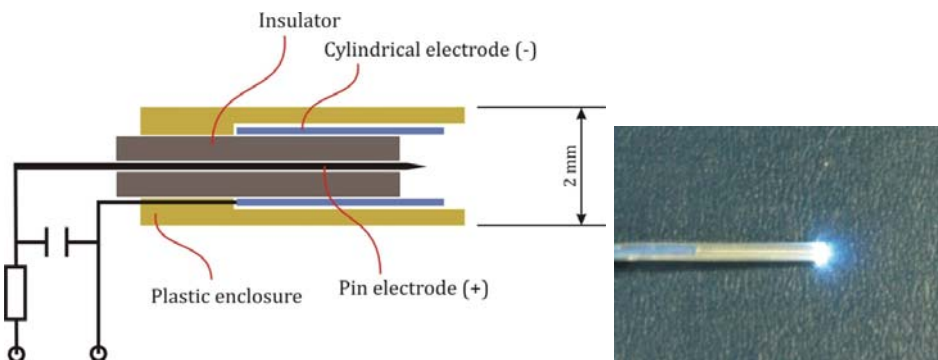 Insulator
Cylindrical electrode (-)
2 mm
Plastic enclosure
Pin electrode (+)